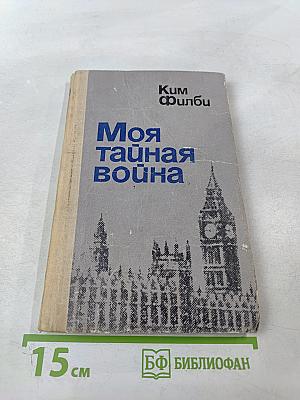 Ким
Филби
Моя
тайная
война
15 см
БФ БИБЛИОФАН